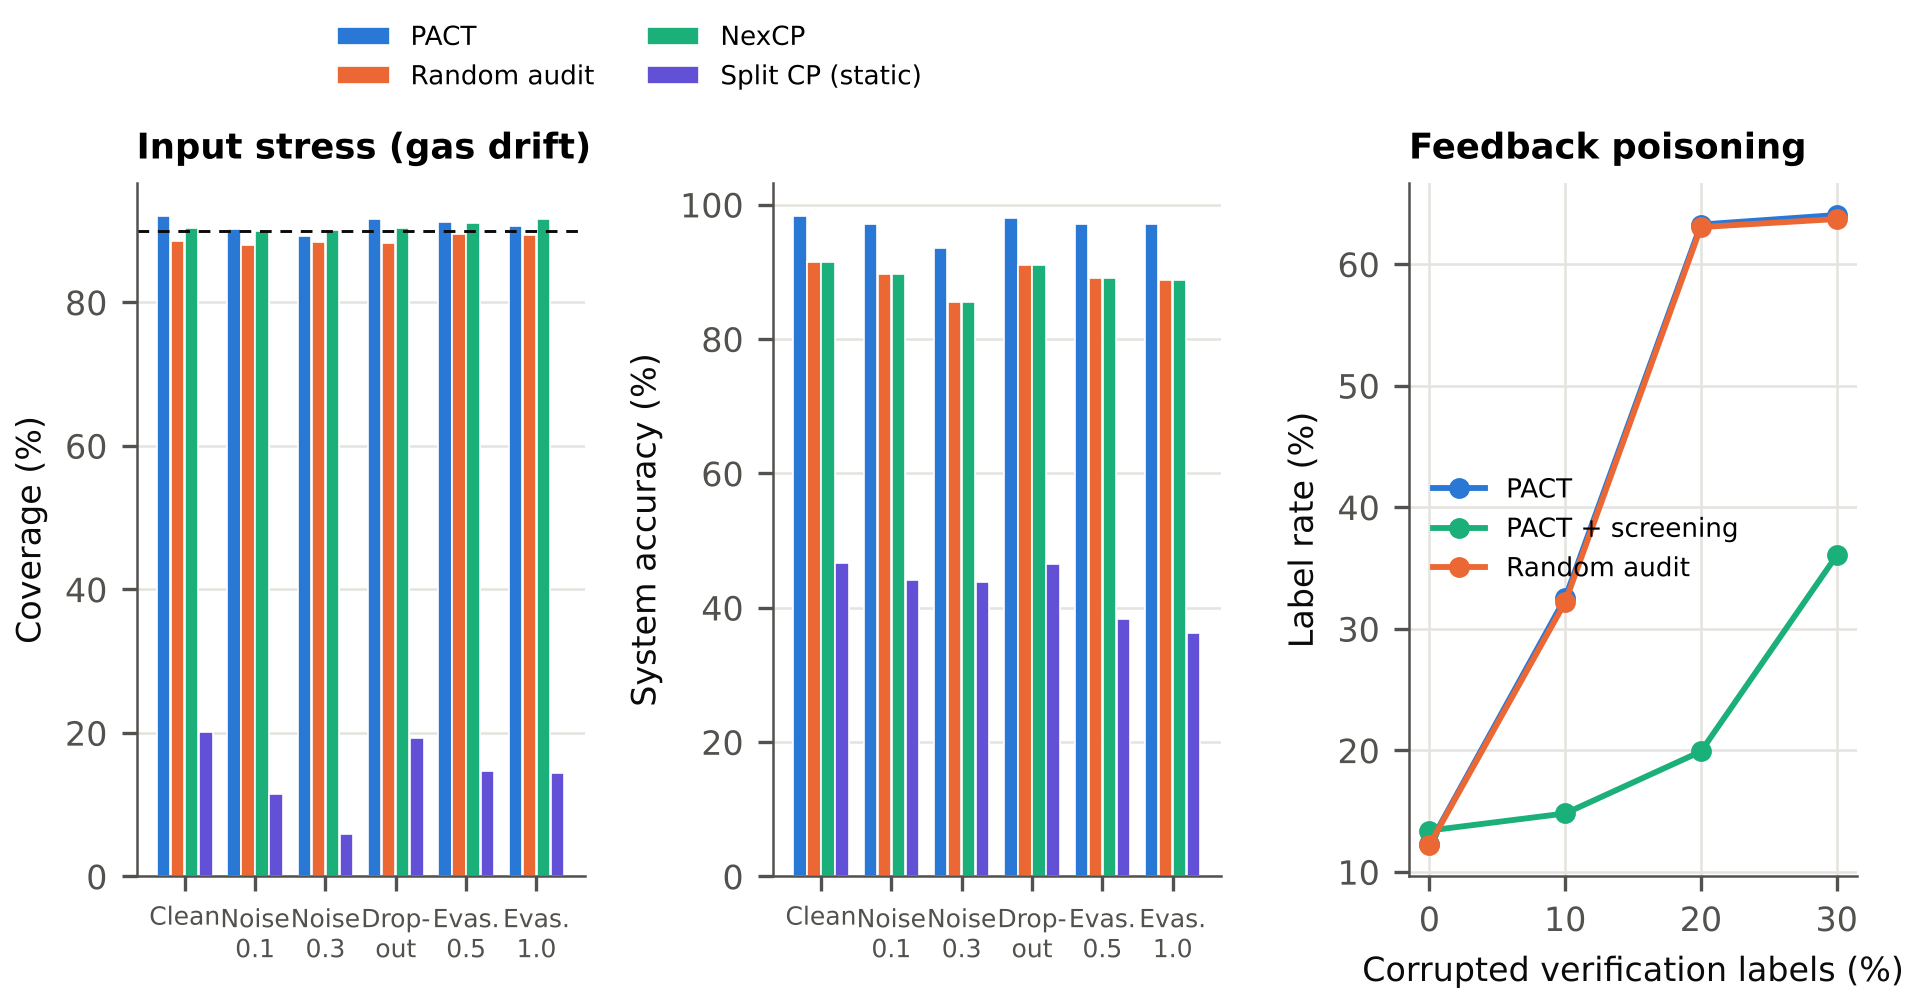 PACT
Random audit
NexCP
Split CP (static)
Input stress (gas drift)
Coverage (%)
80
60
40
20
0
Clean
Noise
0.1
Noise
0.3
Drop-
out
Evas.
0.5
Evas.
1.0
System accuracy (%)
100
80
60
40
20
0
Clean
Noise
0.1
Noise
0.3
Drop-
out
Evas.
0.5
Evas.
1.0
Feedback poisoning
Label rate (%)
60
50
40
30
20
10
PACT
PACT + screening
Random audit
0
10
20
30
Corrupted verification labels (%)